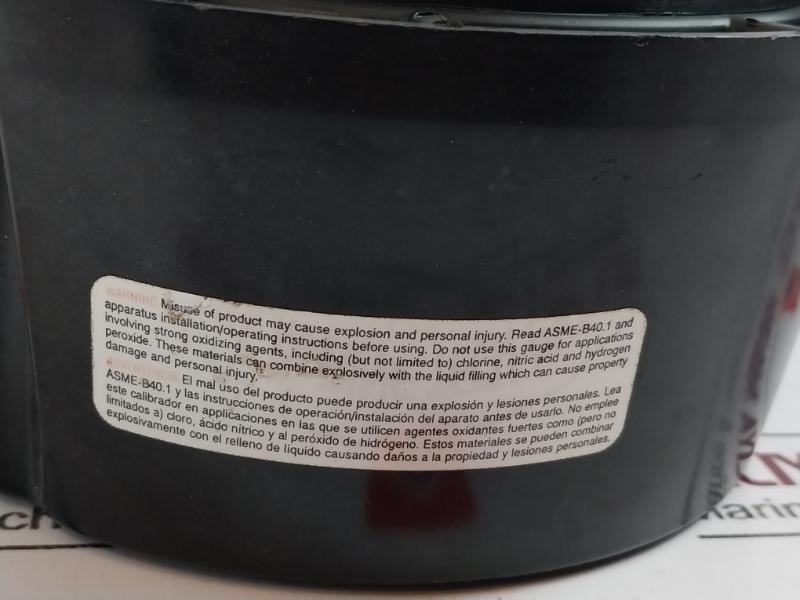 WARNING Misuse of product may cause explosion and personal injury. Read ASME-B40.1 and
apparatus installation/operating instructions before using. Do not use this gauge for applications
involving strong oxidizing agents, including (but not limited to) chlorine, nitric acid and hydrogen
peroxide. These materials can combine explosively with the liquid filling which can cause property
damage and personal injury.
ADVERTENCIA El mal uso del producto puede producir una explosión y lesiones personales. Lea
ASME-B40.1 y las instrucciones de operación/instalación del aparato antes de usarlo. No emplee
este calibrador en applicaciones en las que se utilicen agentes oxidantes fuertes como (pero no
limitados a) cloro, ácido nítrico y al peróxido de hidrógeno. Estos materiales se pueden combinar
explosivamente con el relleno de líquido causando daños a la propiedad y lesiones personales.